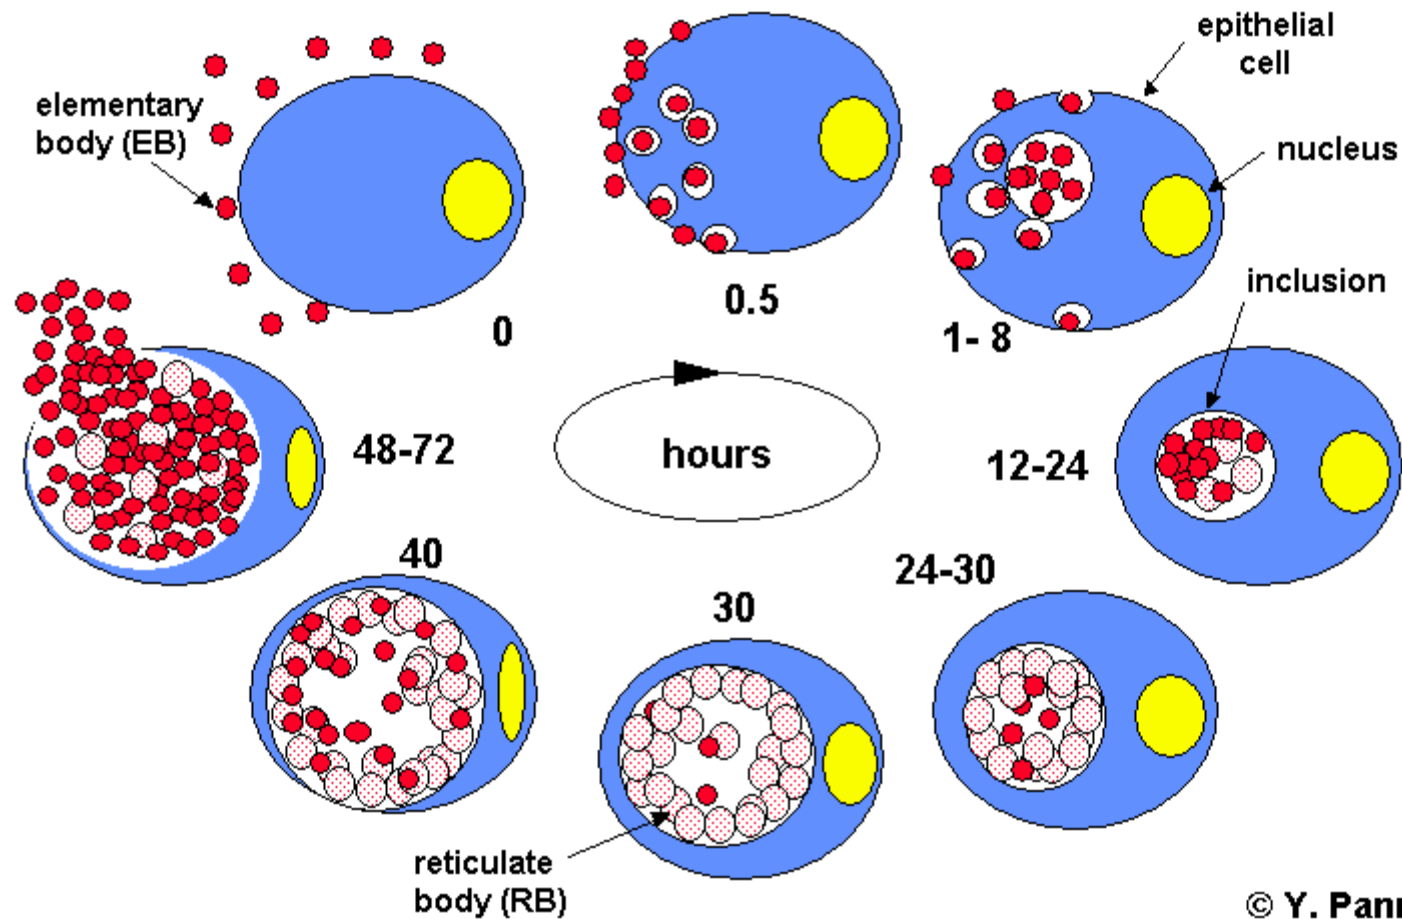 epithelial
cell
elementary
body (EB)
nucleus
0.5
0
1- 8
inclusion
48-72
hours
12-24
40
24-30
30
reticulate
body (RB)
© Y.